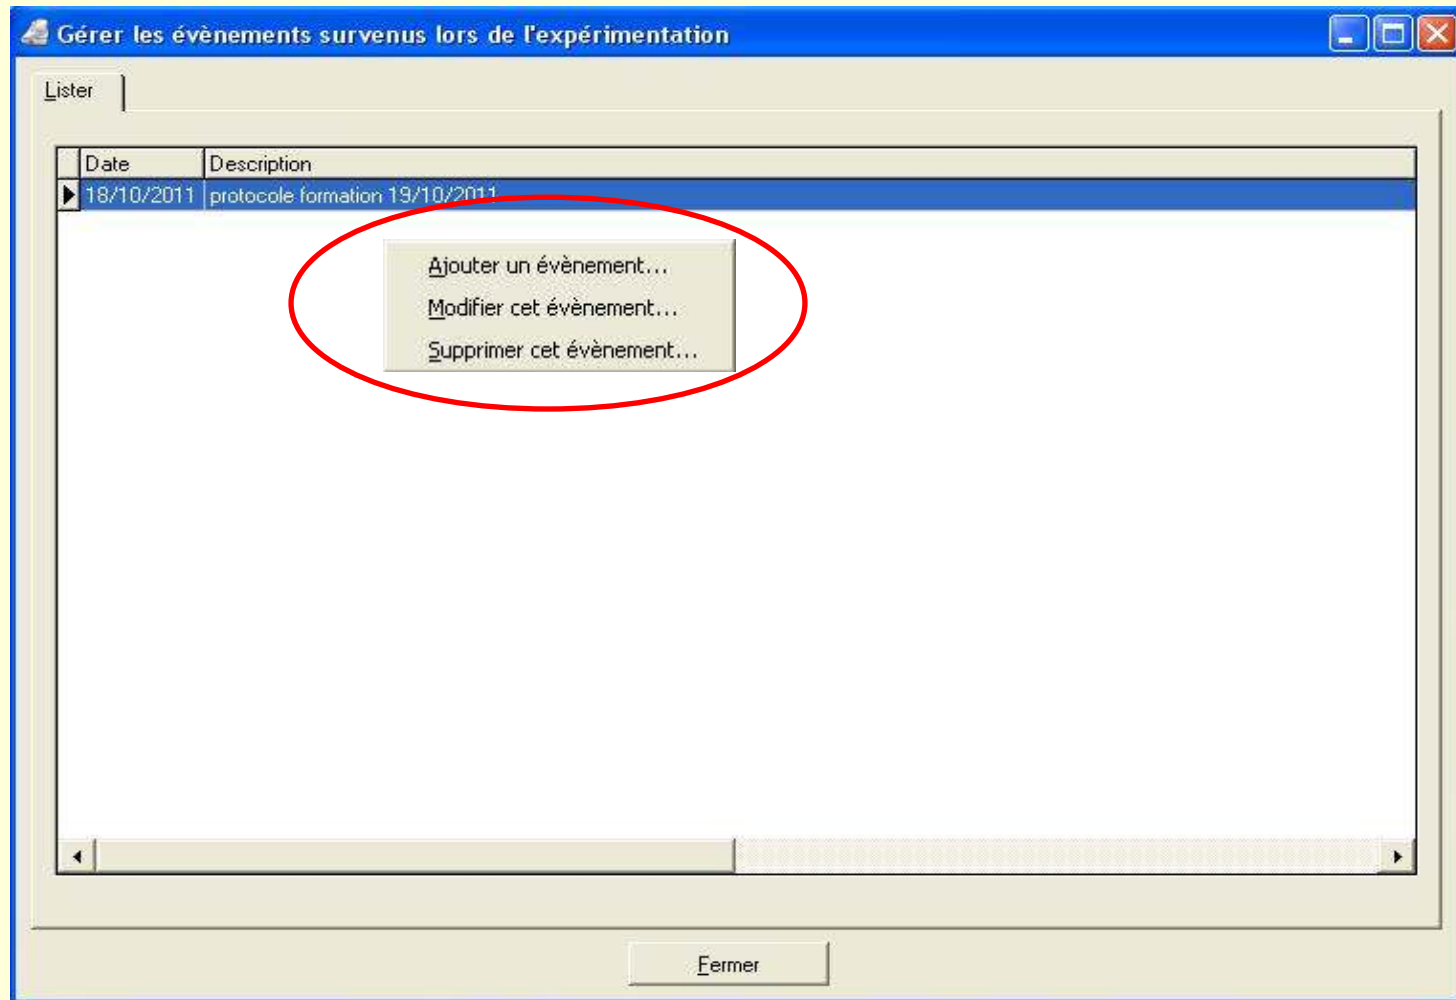 Gérer les évènements survenus lors de l'expérimentation
Lister
Date Description
18/10/2011 protocole formation 19/10/2011
Ajouter un évènement...
Modifier cet évènement...
Supprimer cet évènement...
Fermer